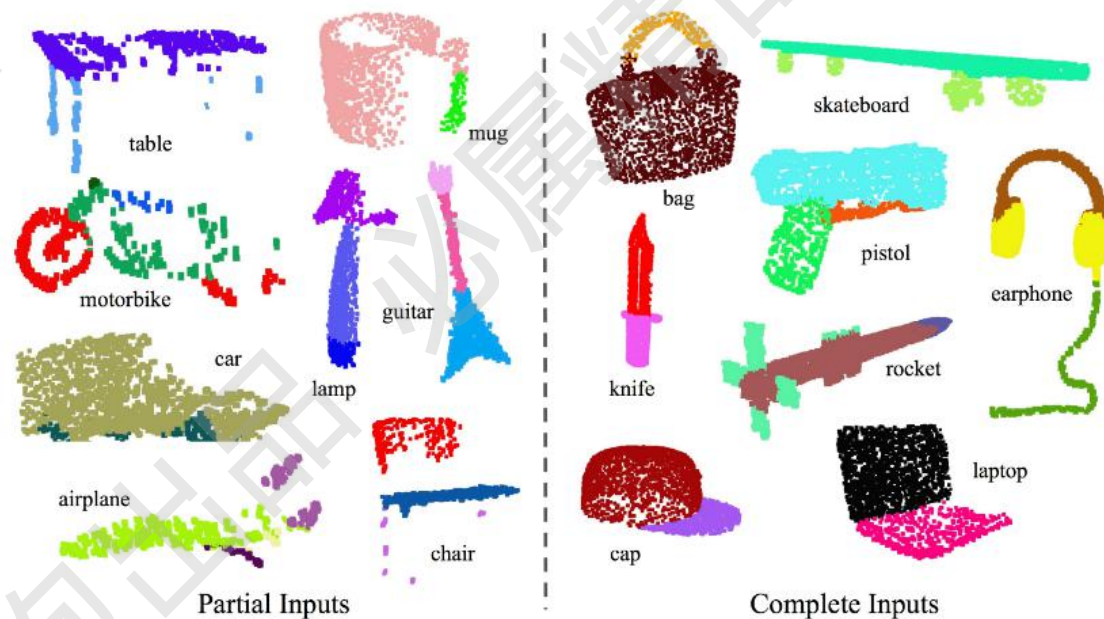 table
mug
motorbike
guitar
car
lamp
airplane
chair
Partial Inputs
skateboard
bag
pistol
earphone
knife
rocket
laptop
cap
Complete Inputs